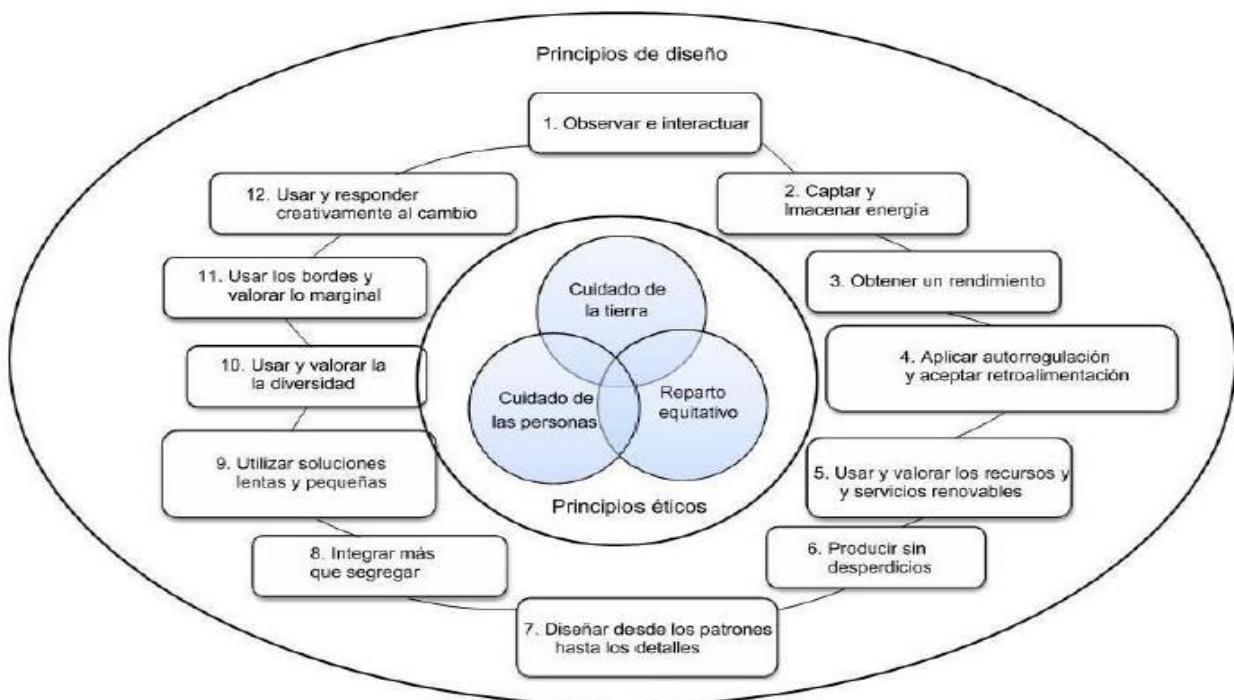 Principios de diseño
1. Observar e interactuar
2. Captar y
lmacenar energía
3. Obtener un rendimiento
4. Aplicar autorregulación
y aceptar retroalimentación
5. Usar y valorar los recursos y
y servicios renovables
6. Producir sin
desperdicios
7. Diseñar desde los patrones
hasta los detalles
8. Integrar más
que segregar
9. Utilizar soluciones
lentas y pequeñas
10. Usar y valorar la
la diversidad
11. Usar los bordes y
valorar lo marginal
12. Usar y responder
creativamente al cambio
Cuidado de
la tierra
Cuidado de
las personas
Reparto
equitativo
Principios éticos